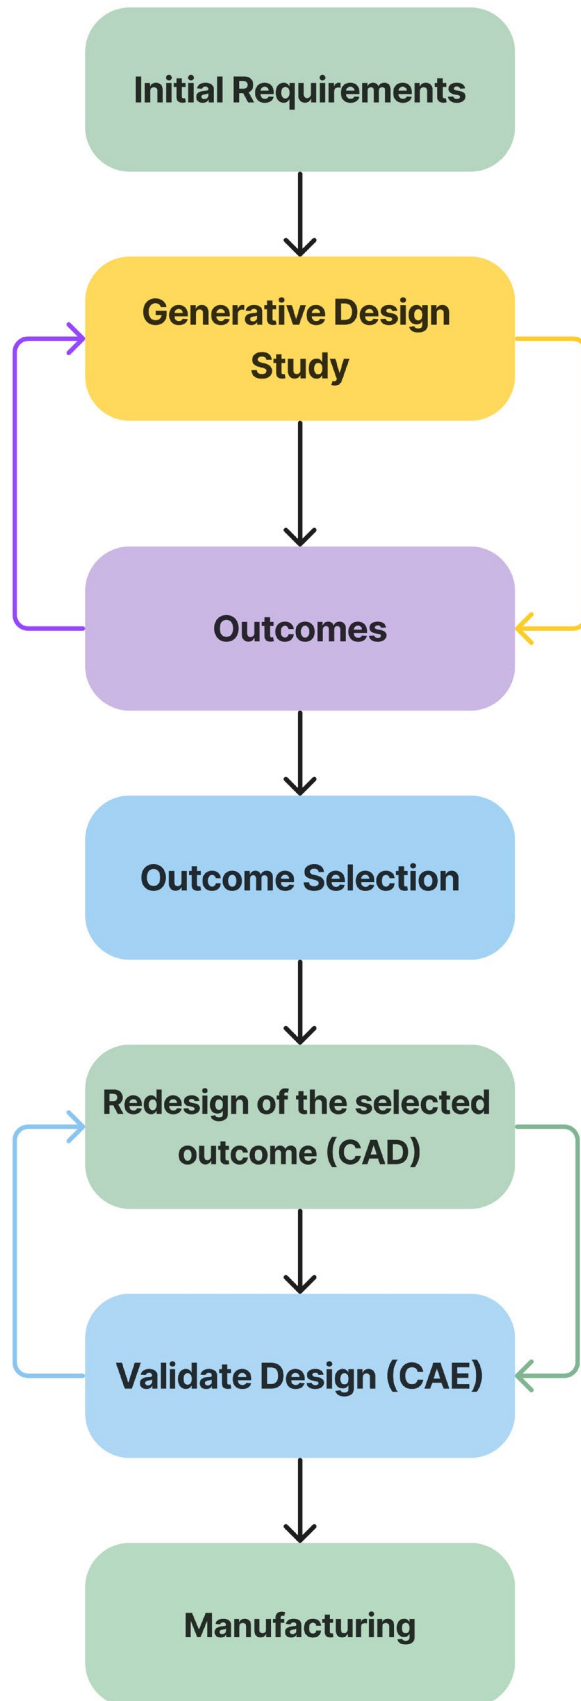 Initial Requirements
Generative Design
Study
Outcomes
Outcome Selection
Redesign of the selected
outcome (CAD)
Validate Design (CAE)
Manufacturing